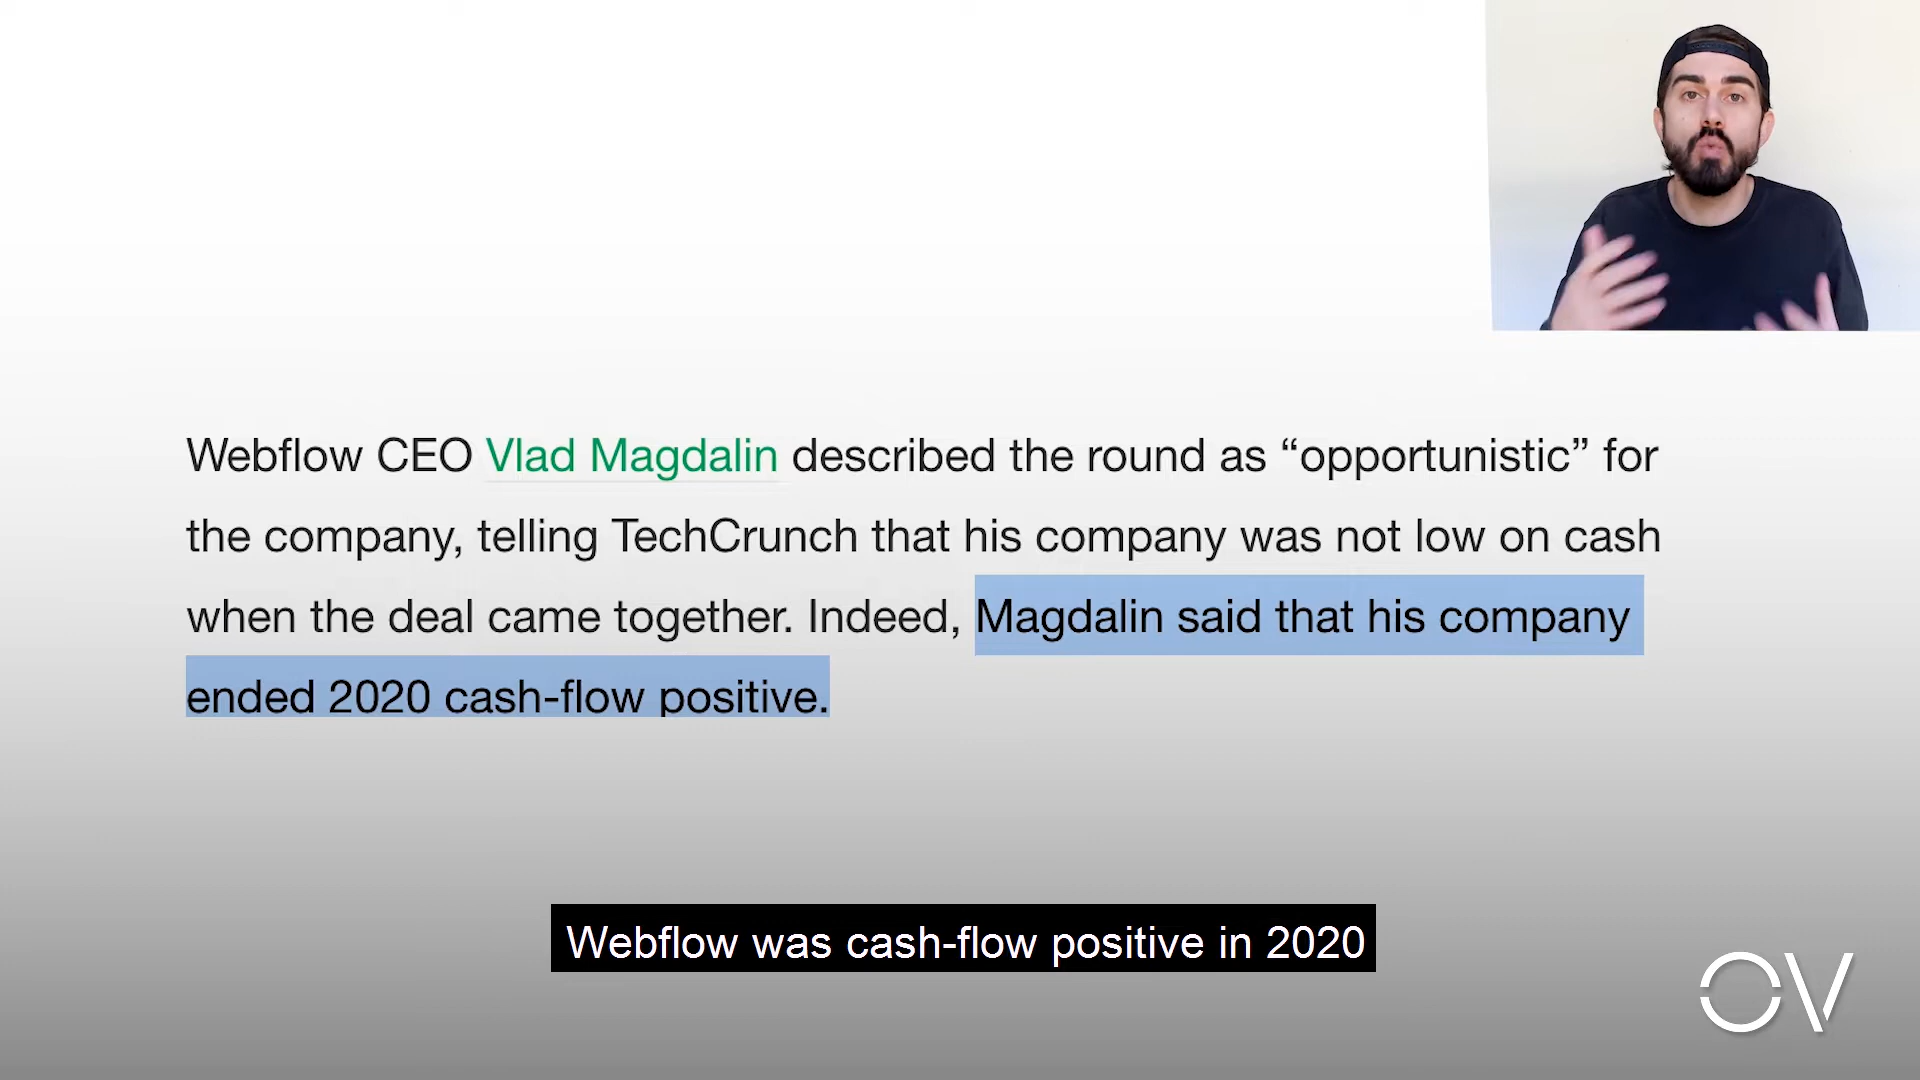 Webflow CEO Vlad Magdalin described the round as “opportunistic” for
the company, telling TechCrunch that his company was not low on cash
when the deal came together. Indeed, Magdalin said that his company
ended 2020 cash-flow positive.
Webflow was cash-flow positive in 2020
OV